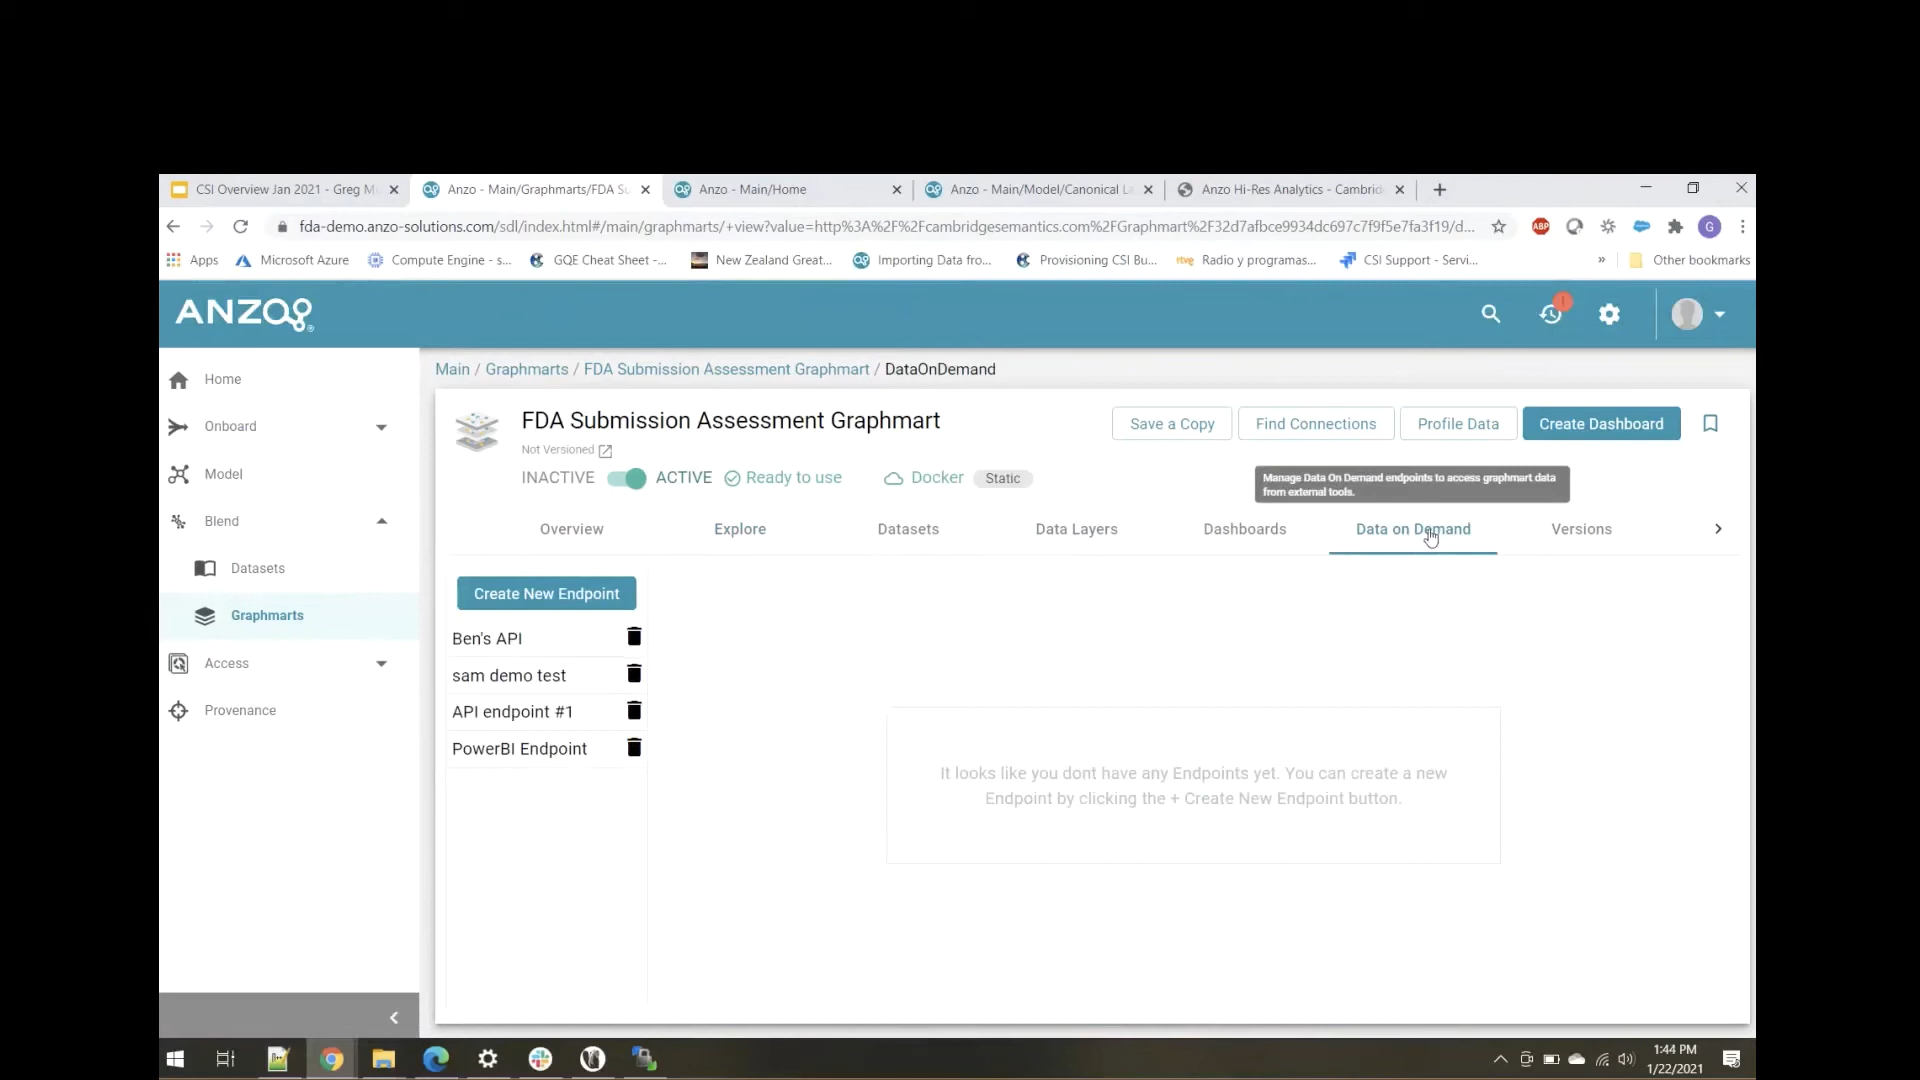 CSI Overview Jan 2021 - Greg M
Anzo - Main/Graphmarts/FDA Su
Anzo - Main/Home
Anzo - Main/Model/Canonical La
Anzo Hi-Res Analytics - Cambrid
fda-demo.anzo-solutions.com/sdl/index.html#/main/graphmarts/+view?value=http%3A%2F%2Fcambridgesemantics.com%2FGraphmart%2F32d7afbce9934dc697c7f9f5e7fa3f19/d...
ABP
G
Apps
Microsoft Azure
Compute Engine - s...
GQE Cheat Sheet -...
New Zealand Great...
Importing Data fro...
Provisioning CSI Bu...
rtve
Radio y programas...
CSI Support - Servi...
»
Other bookmarks
ANZO
!
Home
Onboard
Model
Blend
Datasets
Graphmarts
Access
Provenance
Main / Graphmarts / FDA Submission Assessment Graphmart / DataOnDemand
FDA Submission Assessment Graphmart
Not Versioned
INACTIVE ACTIVE Ready to use Docker Static
Save a Copy
Find Connections
Profile Data
Create Dashboard
Manage Data On Demand endpoints to access graphmart data
from external tools.
Overview
Explore
Datasets
Data Layers
Dashboards
Data on Demand
Versions
Create New Endpoint
Ben's API
sam demo test
API endpoint #1
PowerBI Endpoint
It looks like you dont have any Endpoints yet. You can create a new
Endpoint by clicking the + Create New Endpoint button.
1:44 PM
1/22/2021